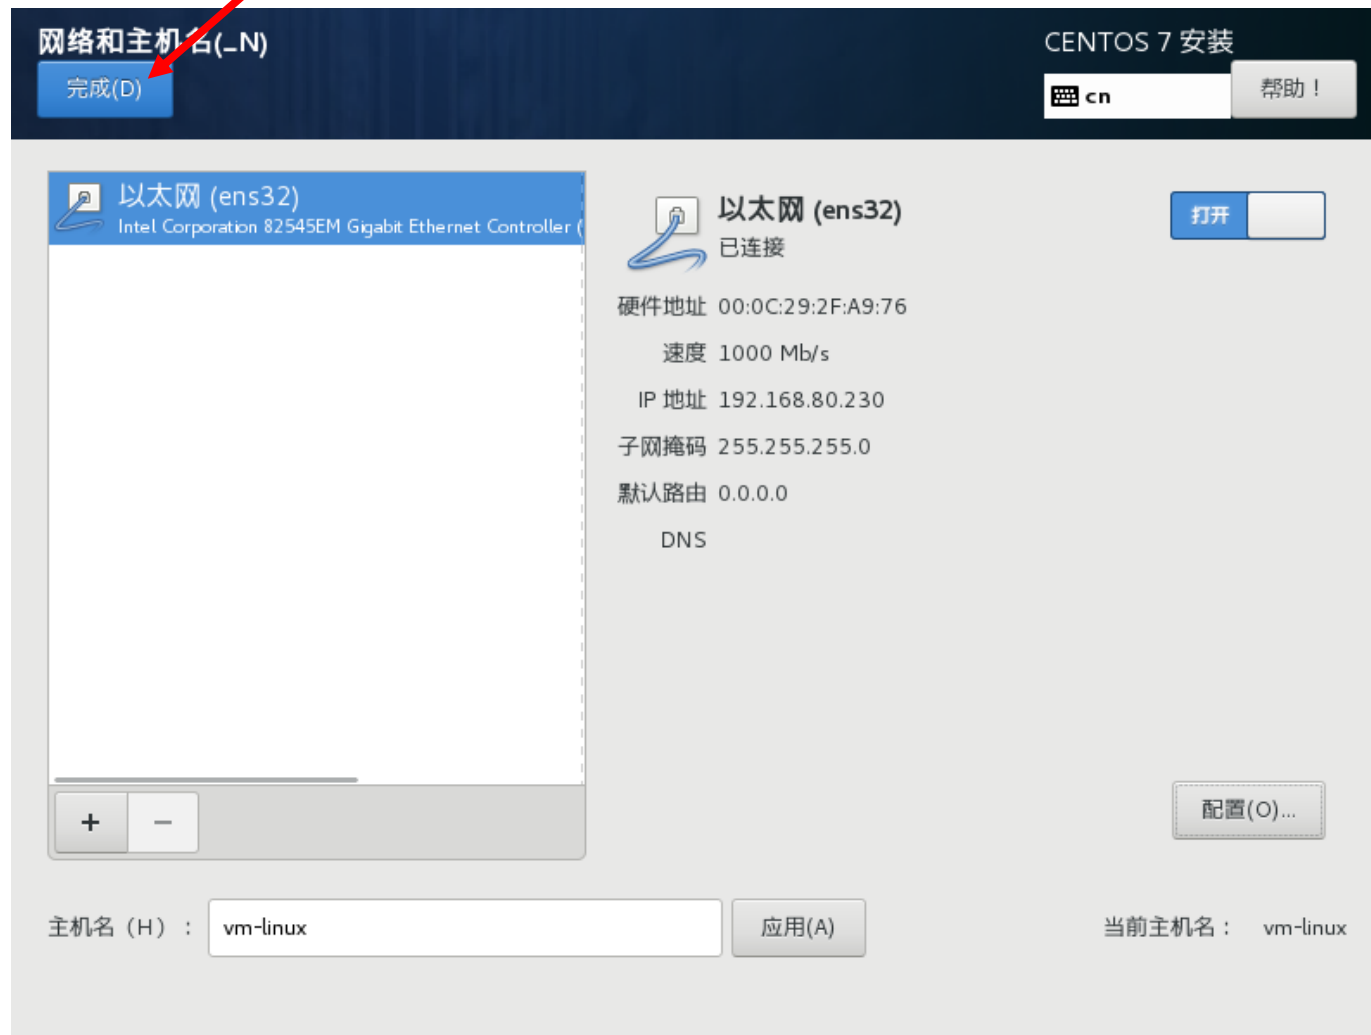 网络和主机名(_N)
CENTOS 7 安装
完成(D)
cn
帮助！
以太网 (ens32)
Intel Corporation 82545EM Gigabit Ethernet Controller (
以太网 (ens32)
已连接
打开
硬件地址 00:0C:29:2F:A9:76
速度 1000 Mb/s
IP 地址 192.168.80.230
子网掩码 255.255.255.0
默认路由 0.0.0.0
DNS
+ −
配置(O)...
主机名（H）： vm-linux 应用(A) 当前主机名： vm-linux